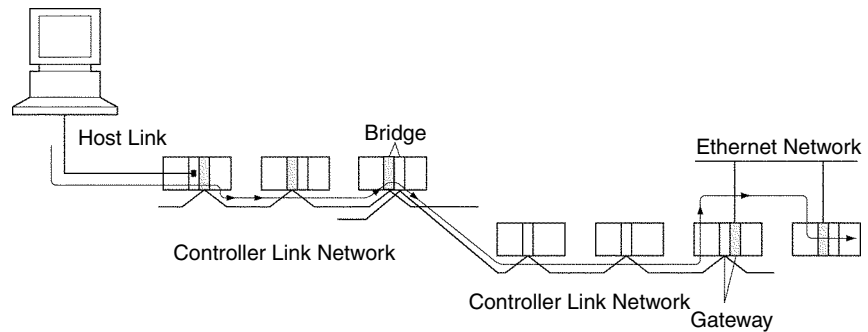 Host Link
Bridge
Ethernet Network
Controller Link Network
Controller Link Network
Gateway